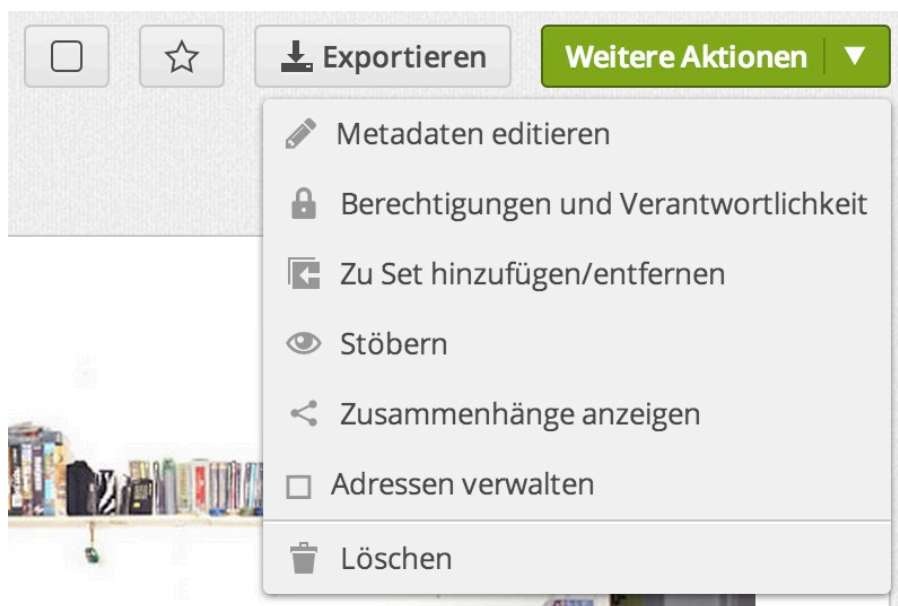 Exportieren
Weitere Aktionen
Metadaten editieren
Berechtigungen und Verantwortlichkeit
Zu Set hinzufügen/entfernen
Stöbern
Zusammenhänge anzeigen
Adressen verwalten
Löschen